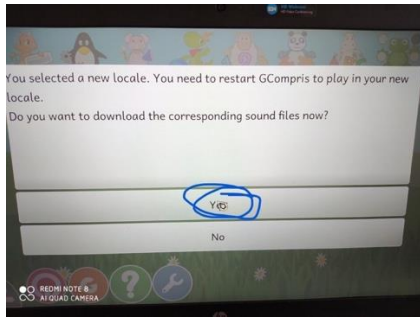 You selected a new locale. You need to restart GCompris to play in your new
locale.
Do you want to download the corresponding sound files now?
Yes
No
?
REDMI NOTE 8
AI QUAD CAMERA